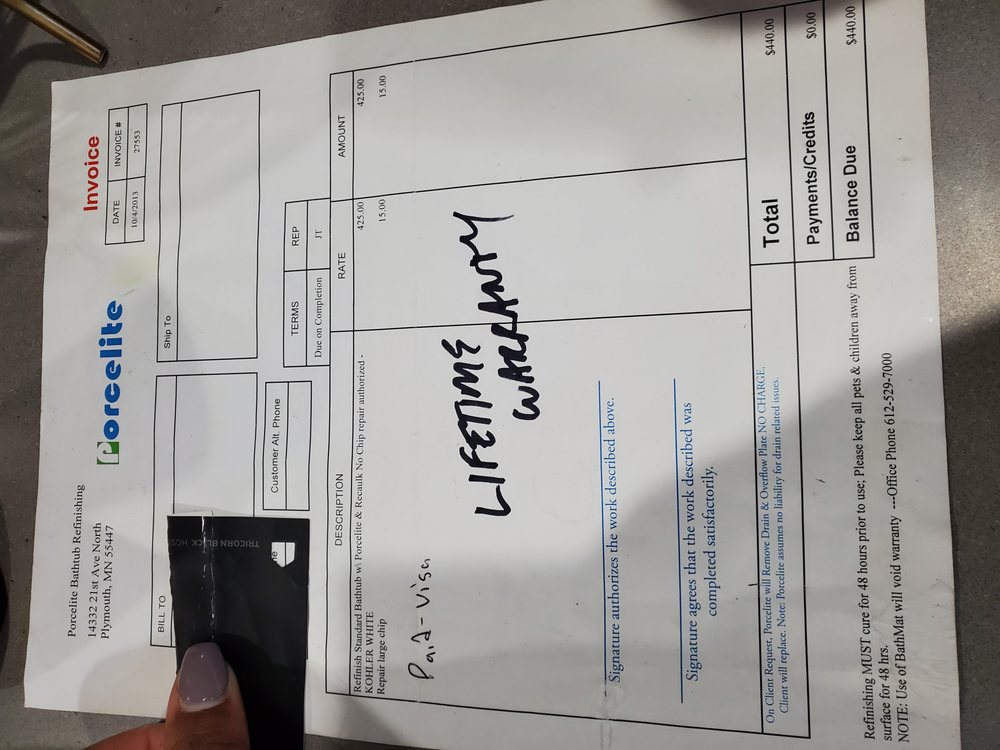 Porcelite Bathtub Refinishing
14332 21st Ave North
Plymouth, MN 55447
Porcelite
Invoice
DATE INVOICE #
10/4/2013 27553
BILL TO
Ship To
TRICORN BLACK
Customer Alt. Phone
TERMS REP
Due on Completion JT
DESCRIPTION RATE AMOUNT
Refinish Standard Bathtub w\ Porcelite & Recaulk No Chip repair authorized - 425.00 425.00
KOHLER WHITE
Repair large chip 15.00 15.00
Paid-Visa
LIFETIME
WARRANTY
Signature authorizes the work described above.
Signature agrees that the work described was
completed satisfactorily.
On Client Request, Porcelite will Remove Drain & Overflow Plate NO CHARGE,
Client will replace. Note: Porcelite assumes no liability for drain related issues.
Total $440.00
Payments/Credits $0.00
Balance Due $440.00
Refinishing MUST cure for 48 hours prior to use; Please keep all pets & children away from
surface for 48 hrs.
NOTE: Use of BathMat will void warranty ---Office Phone 612-529-7000